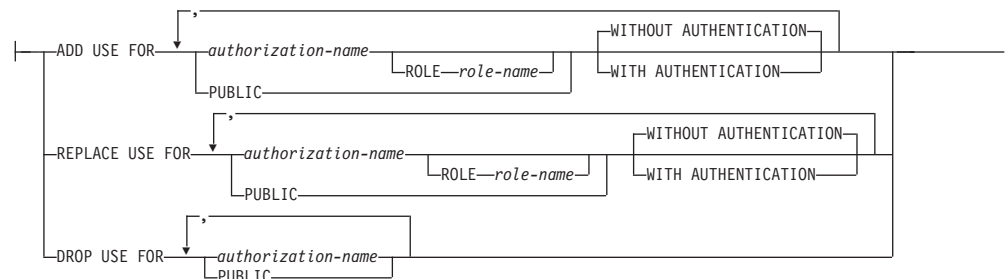 ,
WITHOUT AUTHENTICATION
ADD USE FOR authorization-name
ROLE role-name WITH AUTHENTICATION
PUBLIC
,
WITHOUT AUTHENTICATION
REPLACE USE FOR authorization-name
ROLE role-name WITH AUTHENTICATION
PUBLIC
,
DROP USE FOR authorization-name
PUBLIC